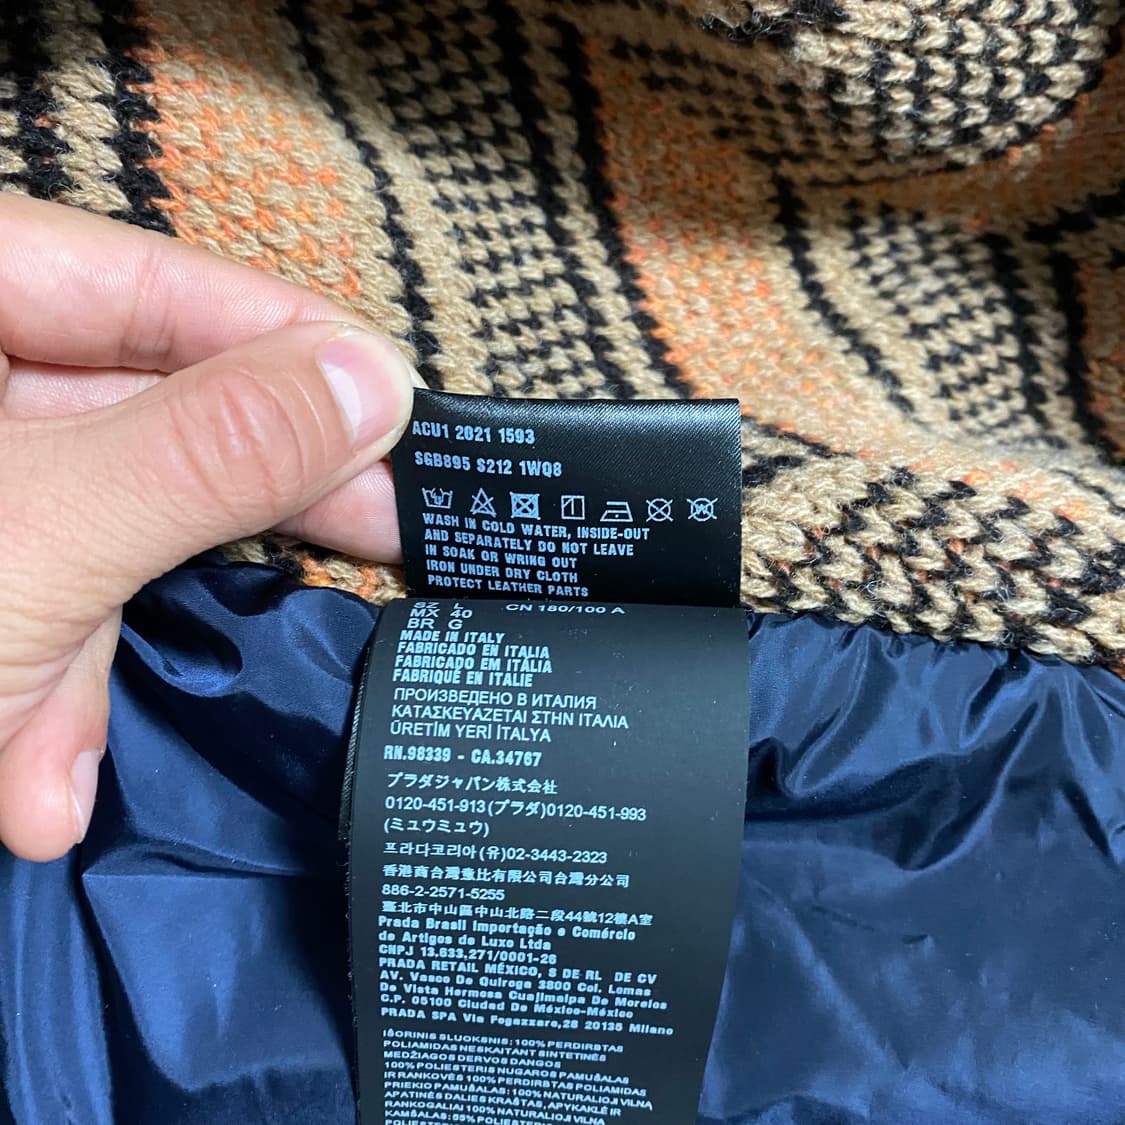 ACU1 2021 1593
SGB895 S212 1WQ8
WASH IN COLD WATER, INSIDE-OUT
AND SEPARATELY DO NOT LEAVE
IN SOAK OR WRING OUT
IRON UNDER DRY CLOTH
PROTECT LEATHER PARTS
SZ L CN 180/100 A
MX 40
BR G
MADE IN ITALY
FABRICADO EN ITALIA
FABRICADO EM ITÁLIA
FABRIQUÉ EN ITALIE
ПРОИЗВЕДЕНО В ИТАЛИЯ
ΚΑΤΑΣΚΕΥΑΖΕΤΑΙ ΣΤΗΝ ΙΤΑΛΙΑ
ÜRETİM YERİ İTALYA
RN.98339 - CA.34767
プラダジャパン株式会社
0120-451-913(プラダ)0120-451-993
(ミュウミュウ)
프라다코리아(유)02-3443-2323
香港商台灣壹比有限公司台灣分公司
886-2-2571-5255
臺北市中山區中山北路二段44號12樓A室
Prada Brasil Importação e Comércio
de Artigos de Luxo Ltda
CNPJ 13,633,271/0001-26
PRADA RETAIL MÉXICO, S DE RL DE CV
AV. Vasco De Quiroga 3800 Col. Lomas
De Vista Hermosa Cuajimalpa De Morelos
C.P. 05100 Ciudad De México-México
PRADA SPA Via Fogazzaro,28 20135 Milano
IŠORINIS SLUOKSNIS: 100% PERDIRBTAS
POLIAMIDAS NESKAITANT SINTETINĖS
MEDŽIAGOS DERVOS DANGOS
100% POLIESTERIS NUGAROS PAMUŠALAS
IR RANKOVĖS 100% PERDIRBTAS POLIAMIDAS
PRIEKIO PAMUŠALAS: 100% NATURALIOJI VILNA
APATINĖS DALIES KRAŠTAS, APYKAKLĖ IR
RANKOGALIAI 100% NATURALIOJI VILNA
KAMŠALAS: 55%